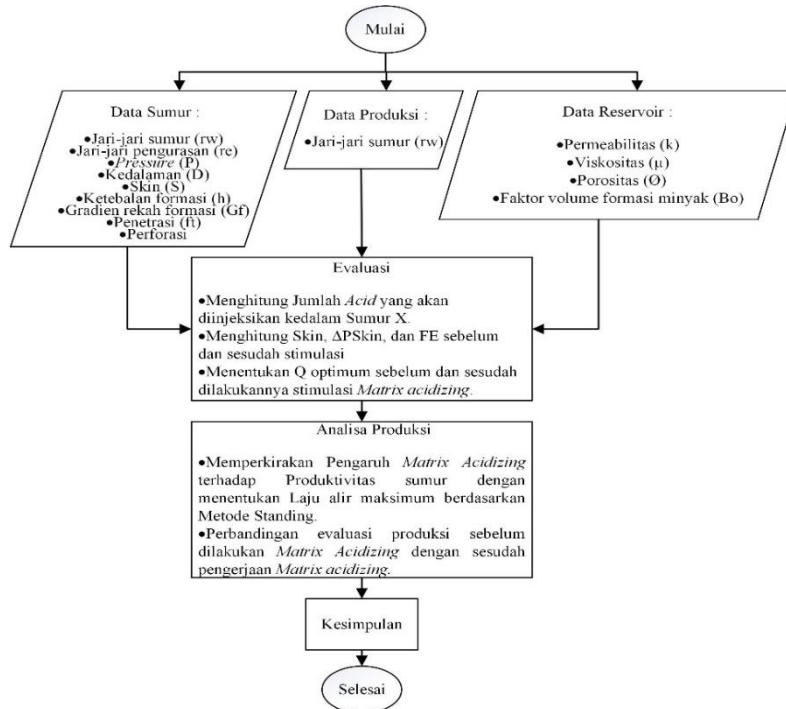 Mulai
Data Sumur :
•Jari-jari sumur (rw)
•Jari-jari pengurasan (re)
•Pressure (P)
•Kedalaman (D)
•Skin (S)
•Ketebalan formasi (h)
•Gradien rekah formasi (Gf)
•Penetrasi (ft)
•Perforasi
Data Produksi :
•Jari-jari sumur (rw)
Data Reservoir :
•Permeabilitas (k)
•Viskositas (μ)
•Porositas (Ø)
•Faktor volume formasi minyak (Bo)
Evaluasi
•Menghitung Jumlah Acid yang akan
diinjeksikan kedalam Sumur X.
•Menghitung Skin, ΔPSkin, dan FE sebelum
dan sesudah stimulasi
•Menentukan Q optimum sebelum dan sesudah
dilakukannya stimulasi Matrix acidizing.
Analisa Produksi
•Memperkirakan Pengaruh Matrix Acidizing
terhadap Produktivitas sumur dengan
menentukan Laju alir maksimum berdasarkan
Metode Standing.
•Perbandingan evaluasi produksi sebelum
dilakukan Matrix Acidizing dengan sesudah
pengerjaan Matrix acidizing.
Kesimpulan
Selesai